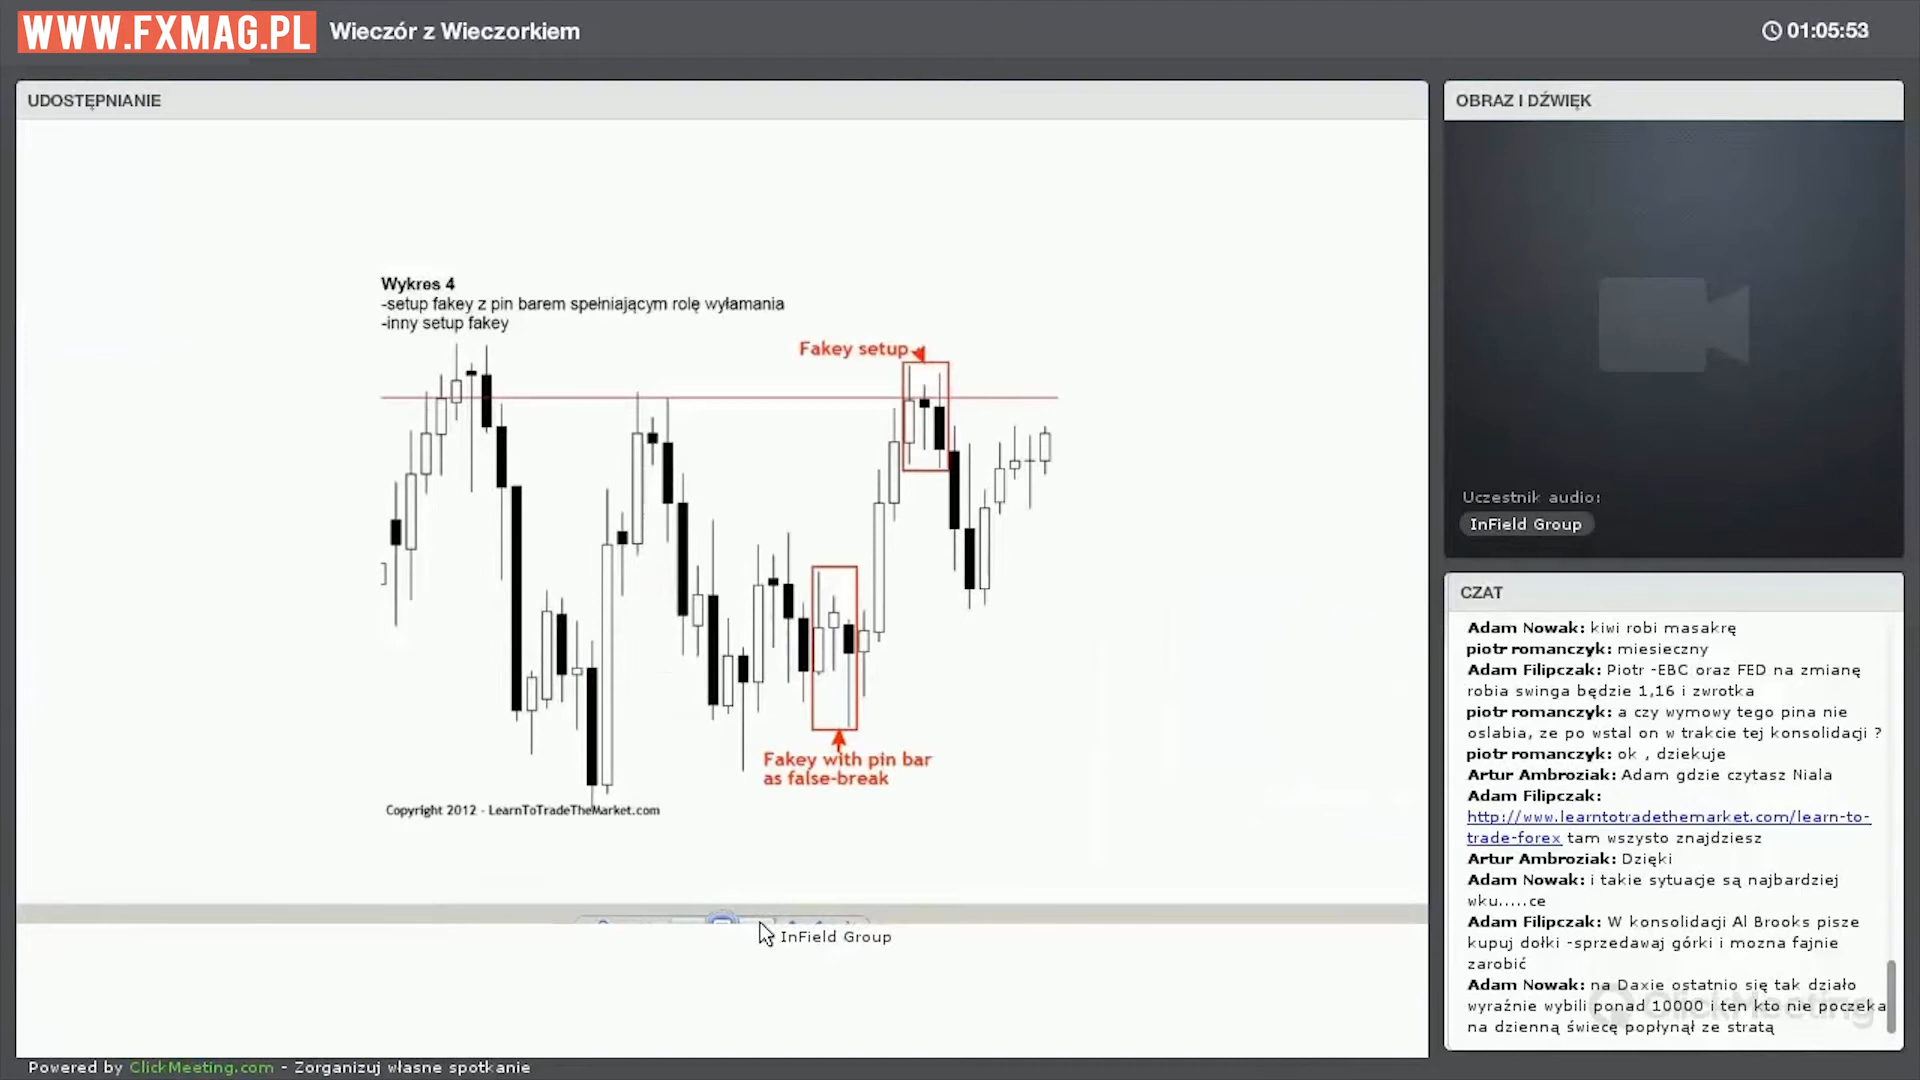 WWW.FXMAG.PL
Wieczór z Wieczorkiem
01:05:53
UDOSTĘPNIANIE
Wykres 4
-setup fakey z pin barem spełniającym rolę wyłamania
-inny setup fakey
Fakey setup
Fakey with pin bar
as false-break
Copyright 2012 - LearnToTradeTheMarket.com
InField Group
OBRAZ I DŹWIĘK
Uczestnik audio:
InField Group
CZAT
Adam Nowak: kiwi robi masakrę
piotr romanczyk: miesieczny
Adam Filipczak: Piotr -EBC oraz FED na zmianę
robia swinga będzie 1,16 i zwrotka
piotr romanczyk: a czy wymowy tego pina nie
oslabia, ze po wstal on w trakcie tej konsolidacji ?
piotr romanczyk: ok , dziekuje
Artur Ambroziak: Adam gdzie czytasz Niala
Adam Filipczak:
http://www.learntotradethemarket.com/learn-to-
trade-forex tam wszysto znajdziesz
Artur Ambroziak: Dzięki
Adam Nowak: i takie sytuacje są najbardziej
wku.....ce
Adam Filipczak: W konsolidacji Al Brooks pisze
kupuj dołki -sprzedawaj górki i mozna fajnie
zarobić
Adam Nowak: na Daxie ostatnio się tak działo
wyraźnie wybili ponad 10000 i ten kto nie poczeka
na dzienną świecę popłynął ze stratą
ClickMeeting
Powered by ClickMeeting.com - Zorganizuj własne spotkanie